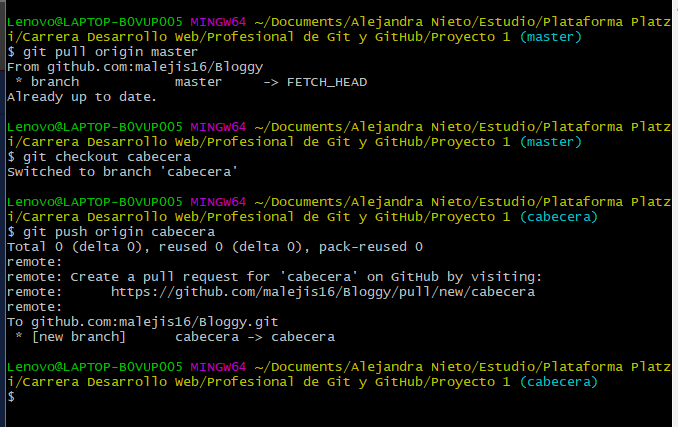 Lenovo@LAPTOP-B0VUP005 MINGW64 ~/Documents/Alejandra Nieto/Estudio/Plataforma Platz
i/Carrera Desarrollo Web/Profesional de Git y GitHub/Proyecto 1 (master)
$ git pull origin master
From github.com:malejis16/Bloggy
 * branch            master     -> FETCH_HEAD
Already up to date.
Lenovo@LAPTOP-B0VUP005 MINGW64 ~/Documents/Alejandra Nieto/Estudio/Plataforma Platz
i/Carrera Desarrollo Web/Profesional de Git y GitHub/Proyecto 1 (master)
$ git checkout cabecera
Switched to branch 'cabecera'
Lenovo@LAPTOP-B0VUP005 MINGW64 ~/Documents/Alejandra Nieto/Estudio/Plataforma Platz
i/Carrera Desarrollo Web/Profesional de Git y GitHub/Proyecto 1 (cabecera)
$ git push origin cabecera
Total 0 (delta 0), reused 0 (delta 0), pack-reused 0
remote:
remote: Create a pull request for 'cabecera' on GitHub by visiting:
remote:      https://github.com/malejis16/Bloggy/pull/new/cabecera
remote:
To github.com:malejis16/Bloggy.git
 * [new branch]      cabecera -> cabecera
Lenovo@LAPTOP-B0VUP005 MINGW64 ~/Documents/Alejandra Nieto/Estudio/Plataforma Platz
i/Carrera Desarrollo Web/Profesional de Git y GitHub/Proyecto 1 (cabecera)
$